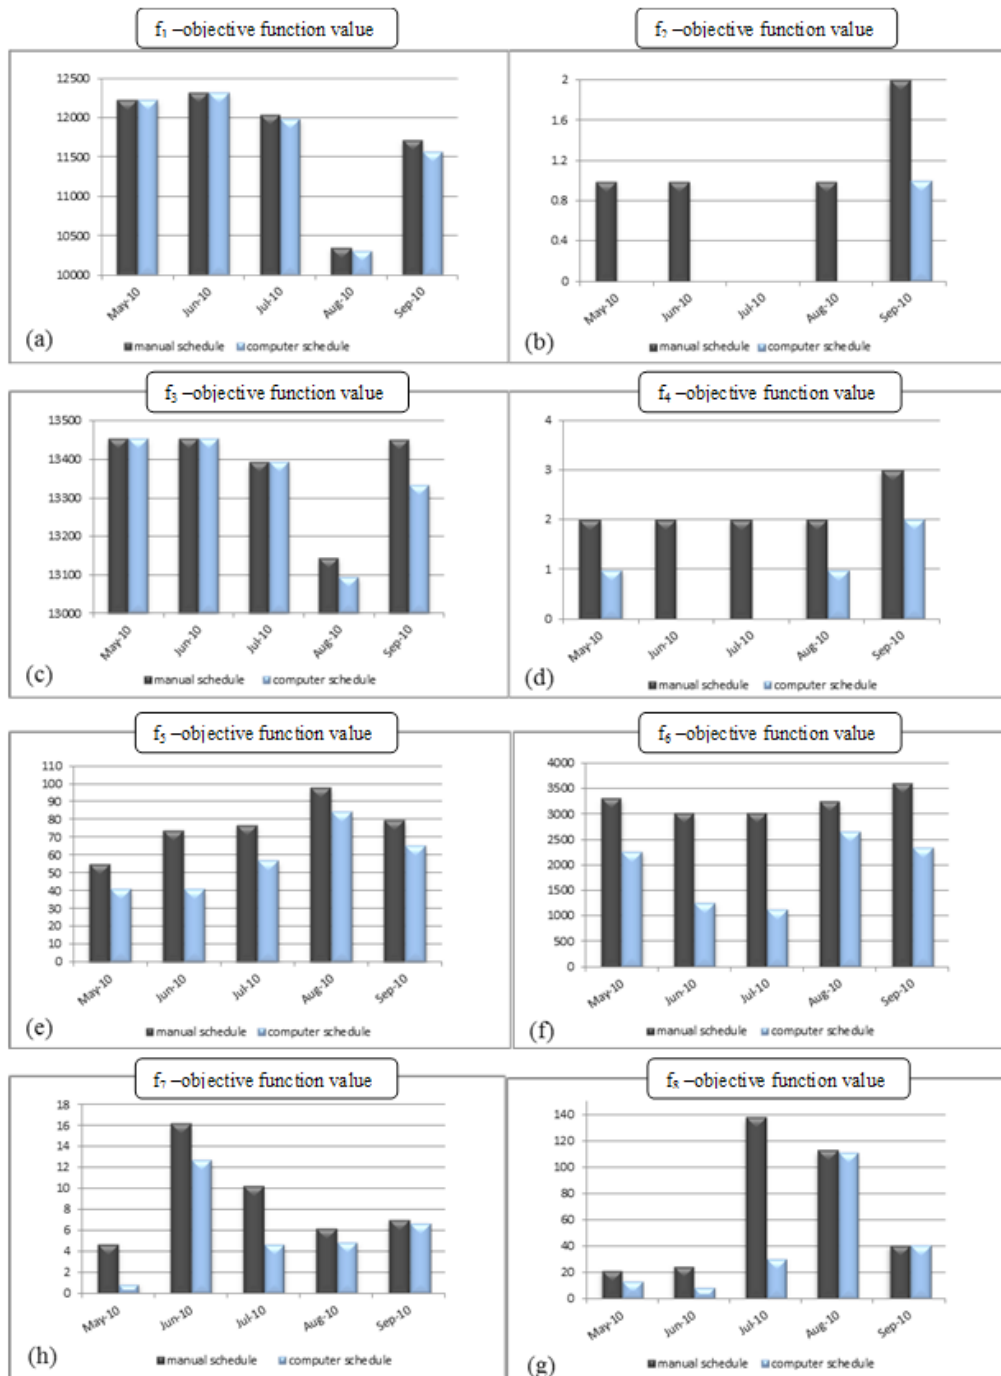 f₁ –objective function value
12500
12000
11500
11000
10500
10000
May-10 Jun-10 Jul-10 Aug-10 Sep-10
(a)
manual schedule computer schedule
f₂ –objective function value
2
1.6
1.2
0.8
0.4
0
May-10 Jun-10 Jul-10 Aug-10 Sep-10
(b)
manual schedule computer schedule
f₃ –objective function value
13500
13400
13300
13200
13100
13000
May-10 Jun-10 Jul-10 Aug-10 Sep-10
(c)
manual schedule computer schedule
f₄ –objective function value
4
3
2
1
0
May-10 Jun-10 Jul-10 Aug-10 Sep-10
(d)
manual schedule computer schedule
f₅ –objective function value
110
100
90
80
70
60
50
40
30
20
10
0
May-10 Jun-10 Jul-10 Aug-10 Sep-10
(e)
manual schedule computer schedule
f₆ –objective function value
4000
3500
3000
2500
2000
1500
1000
500
0
May-10 Jun-10 Jul-10 Aug-10 Sep-10
(f)
manual schedule computer schedule
f₇ –objective function value
18
16
14
12
10
8
6
4
2
0
May-10 Jun-10 Jul-10 Aug-10 Sep-10
(h)
manual schedule computer schedule
f₈ –objective function value
140
120
100
80
60
40
20
0
May-10 Jun-10 Jul-10 Aug-10 Sep-10
(g)
manual schedule computer schedule